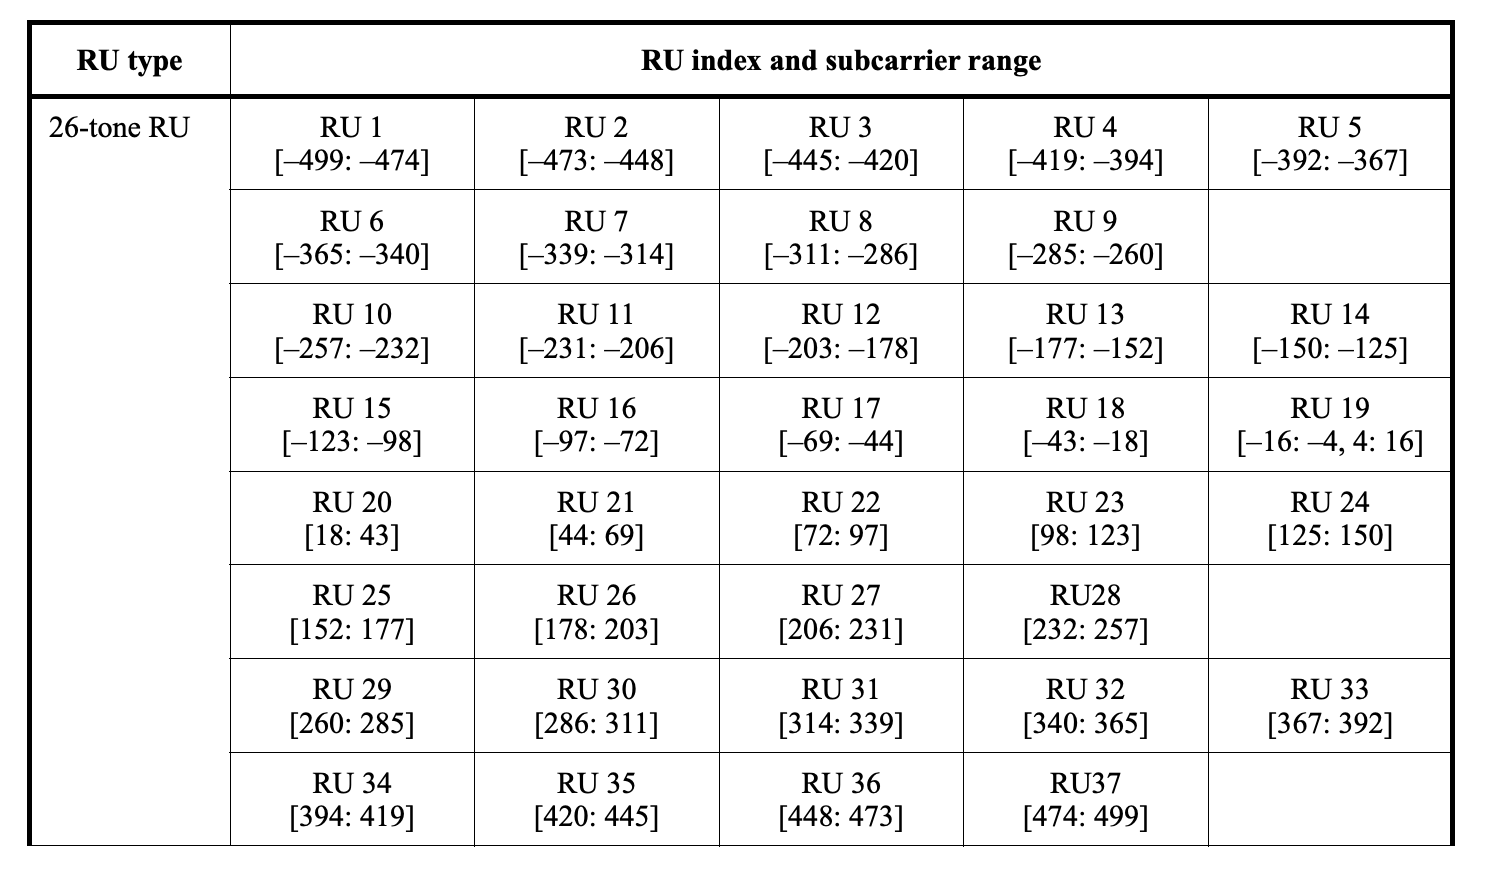 RU type RU index and subcarrier range
26-tone RU RU 1 RU 2 RU 3 RU 4 RU 5
[–499: –474] [–473: –448] [–445: –420] [–419: –394] [–392: –367]
RU 6 RU 7 RU 8 RU 9
[–365: –340] [–339: –314] [–311: –286] [–285: –260]
RU 10 RU 11 RU 12 RU 13 RU 14
[–257: –232] [–231: –206] [–203: –178] [–177: –152] [–150: –125]
RU 15 RU 16 RU 17 RU 18 RU 19
[–123: –98] [–97: –72] [–69: –44] [–43: –18] [–16: –4, 4: 16]
RU 20 RU 21 RU 22 RU 23 RU 24
[18: 43] [44: 69] [72: 97] [98: 123] [125: 150]
RU 25 RU 26 RU 27 RU28
[152: 177] [178: 203] [206: 231] [232: 257]
RU 29 RU 30 RU 31 RU 32 RU 33
[260: 285] [286: 311] [314: 339] [340: 365] [367: 392]
RU 34 RU 35 RU 36 RU37
[394: 419] [420: 445] [448: 473] [474: 499]